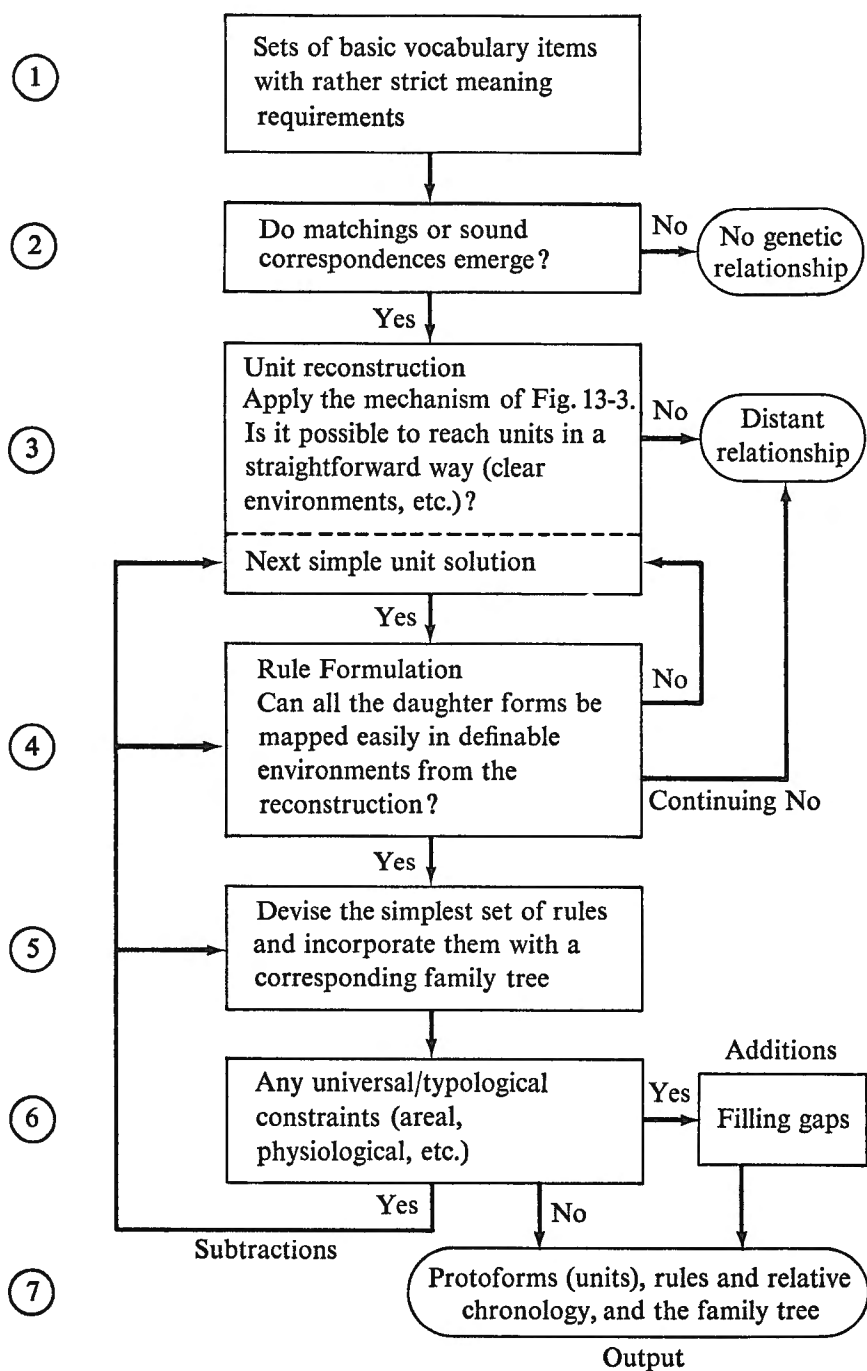 1
Sets of basic vocabulary items
with rather strict meaning
requirements
2
Do matchings or sound
correspondences emerge?
No
No genetic
relationship
Yes
3
Unit reconstruction
Apply the mechanism of Fig. 13-3.
Is it possible to reach units in a
straightforward way (clear
environments, etc.)?
No
Distant
relationship
Next simple unit solution
Yes
4
Rule Formulation
Can all the daughter forms be
mapped easily in definable
environments from the
reconstruction?
No
Continuing No
Yes
5
Devise the simplest set of rules
and incorporate them with a
corresponding family tree
6
Any universal/typological
constraints (areal,
physiological, etc.)
Yes
Additions
Filling gaps
Yes
No
Subtractions
7
Protoforms (units), rules and relative
chronology, and the family tree
Output